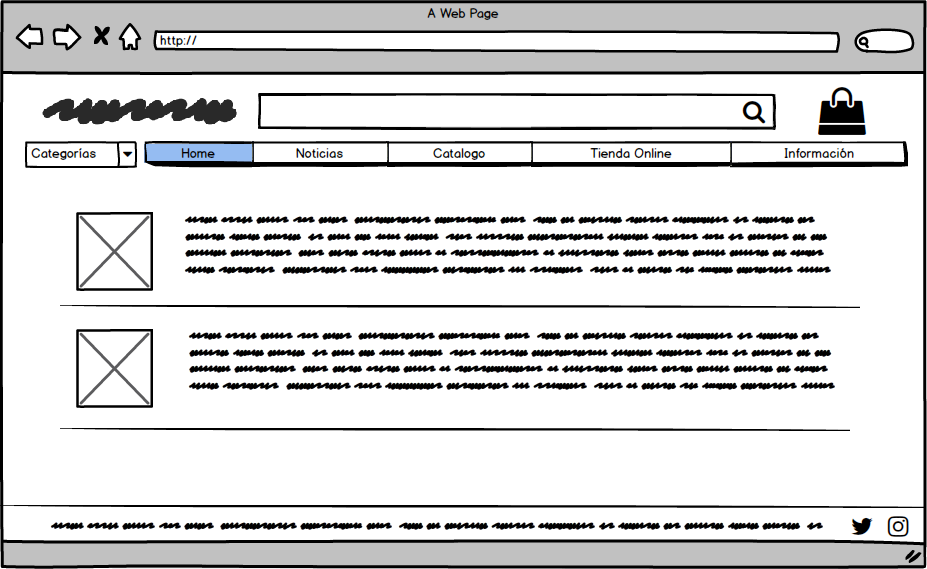 A Web Page
http://
Categorías
Home Noticias Catalogo Tienda Online Información